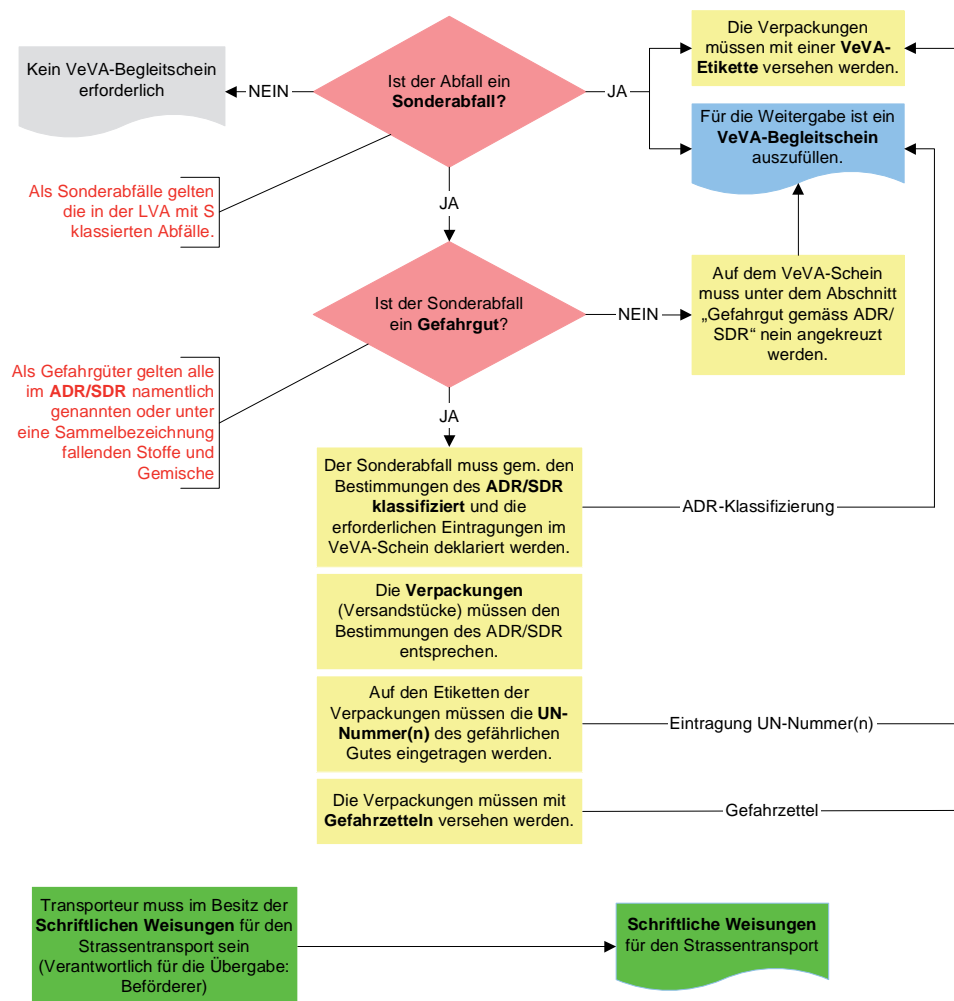 Die Verpackungen
müssen mit einer VeVA-
Etikette versehen werden.
Kein VeVA-Begleitschein
erforderlich
NEIN
Ist der Abfall ein
Sonderabfall?
JA
Für die Weitergabe ist ein
VeVA-Begleitschein
auszufüllen.
Als Sonderabfälle gelten
die in der LVA mit S
klassierten Abfälle.
JA
Ist der Sonderabfall
ein Gefahrgut?
NEIN
Auf dem VeVA-Schein
muss unter dem Abschnitt
„Gefahrgut gemäss ADR/
SDR“ nein angekreuzt
werden.
Als Gefahrgüter gelten alle
im ADR/SDR namentlich
genannten oder unter
eine Sammelbezeichnung
fallenden Stoffe und
Gemische
JA
Der Sonderabfall muss gem. den
Bestimmungen des ADR/SDR
klassifiziert und die
erforderlichen Eintragungen im
VeVA-Schein deklariert werden.
ADR-Klassifizierung
Die Verpackungen
(Versandstücke) müssen den
Bestimmungen des ADR/SDR
entsprechen.
Auf den Etiketten der
Verpackungen müssen die UN-
Nummer(n) des gefährlichen
Gutes eingetragen werden.
Eintragung UN-Nummer(n)
Die Verpackungen müssen mit
Gefahrzetteln versehen werden.
Gefahrzettel
Transporteur muss im Besitz der
Schriftlichen Weisungen für den
Strassentransport sein
(Verantwortlich für die Übergabe:
Beförderer)
Schriftliche Weisungen
für den Strassentransport